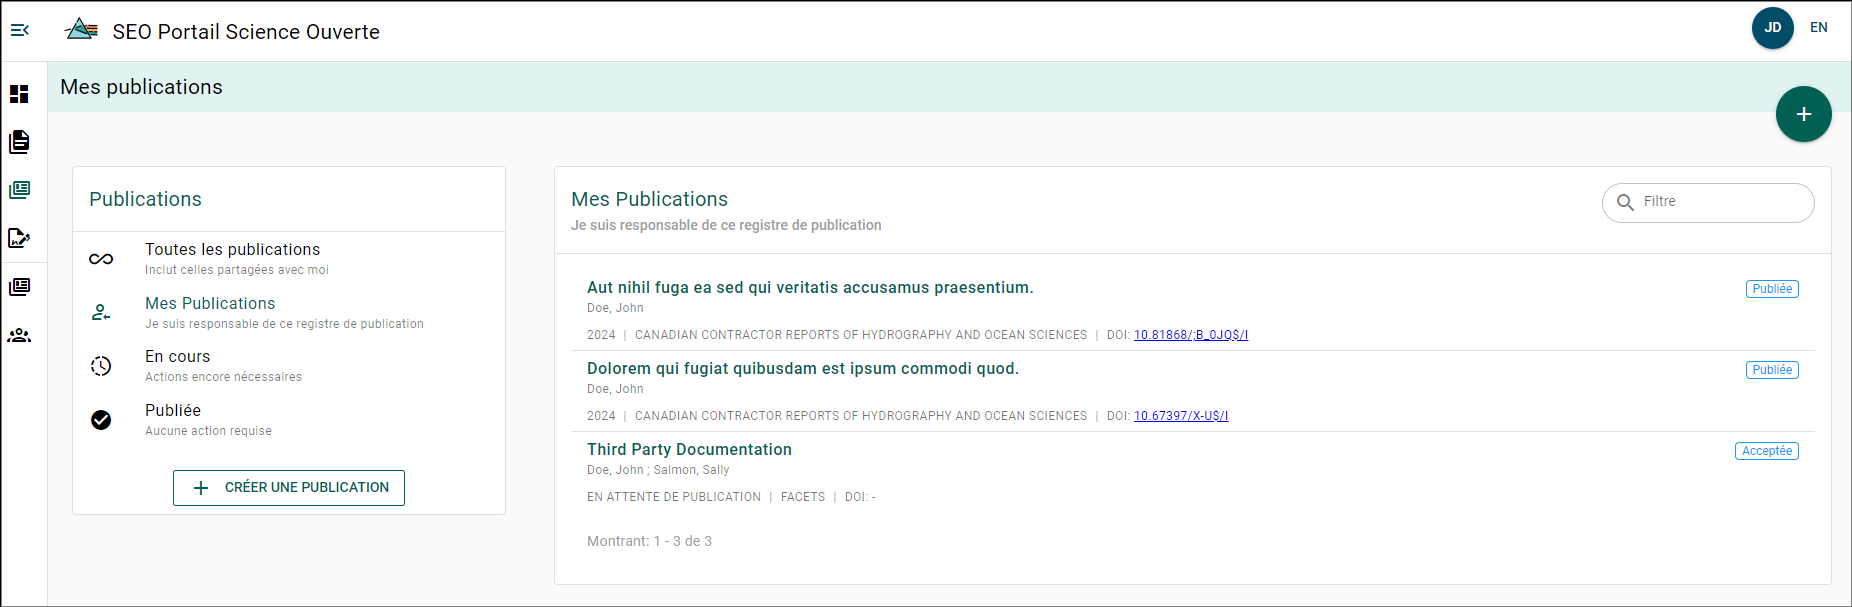 SEO Portail Science Ouverte
JD
EN
Mes publications
+
Publications
Toutes les publications
Inclut celles partagées avec moi
Mes Publications
Je suis responsable de ce registre de publication
En cours
Actions encore nécessaires
Publiée
Aucune action requise
+ CRÉER UNE PUBLICATION
Mes Publications
Je suis responsable de ce registre de publication
Filtre
Aut nihil fuga ea sed qui veritatis accusamus praesentium.
Publiée
Doe, John
2024 | CANADIAN CONTRACTOR REPORTS OF HYDROGRAPHY AND OCEAN SCIENCES | DOI: 10.81868/;B_0JQ$/I
Dolorem qui fugiat quibusdam est ipsum commodi quod.
Publiée
Doe, John
2024 | CANADIAN CONTRACTOR REPORTS OF HYDROGRAPHY AND OCEAN SCIENCES | DOI: 10.67397/X-U$/I
Third Party Documentation
Acceptée
Doe, John ; Salmon, Sally
EN ATTENTE DE PUBLICATION | FACETS | DOI: -
Montrant: 1 - 3 de 3